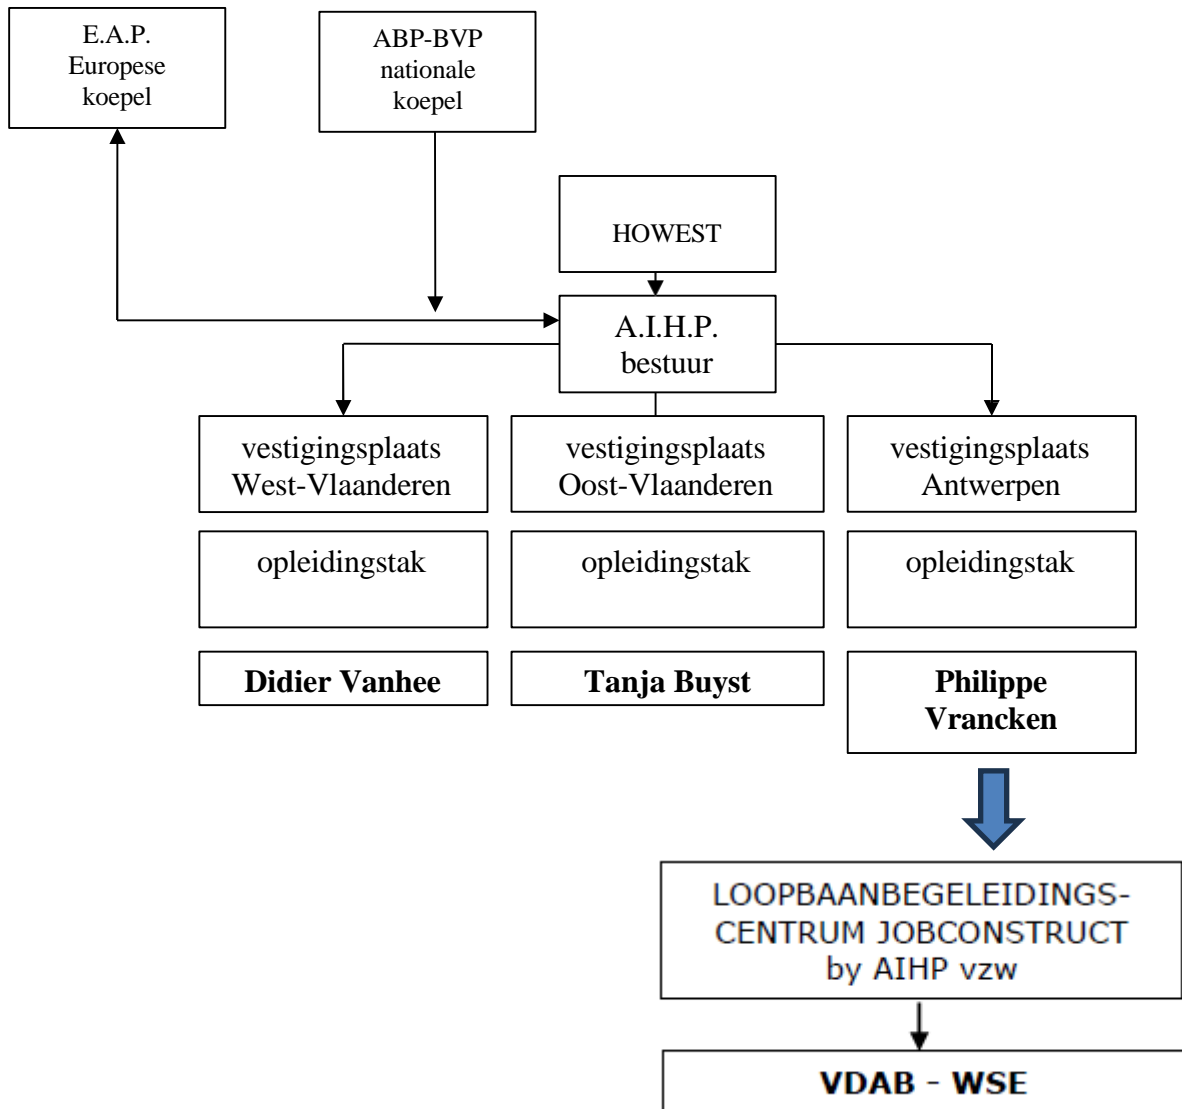 E.A.P.
Europese
koepel
ABP-BVP
nationale
koepel
HOWEST
A.I.H.P.
bestuur
vestigingsplaats
West-Vlaanderen
vestigingsplaats
Oost-Vlaanderen
vestigingsplaats
Antwerpen
opleidingstak
opleidingstak
opleidingstak
Didier Vanhee
Tanja Buyst
Philippe
Vrancken
LOOPBAANBEGELEIDINGS-
CENTRUM JOBCONSTRUCT
by AIHP vzw
VDAB - WSE